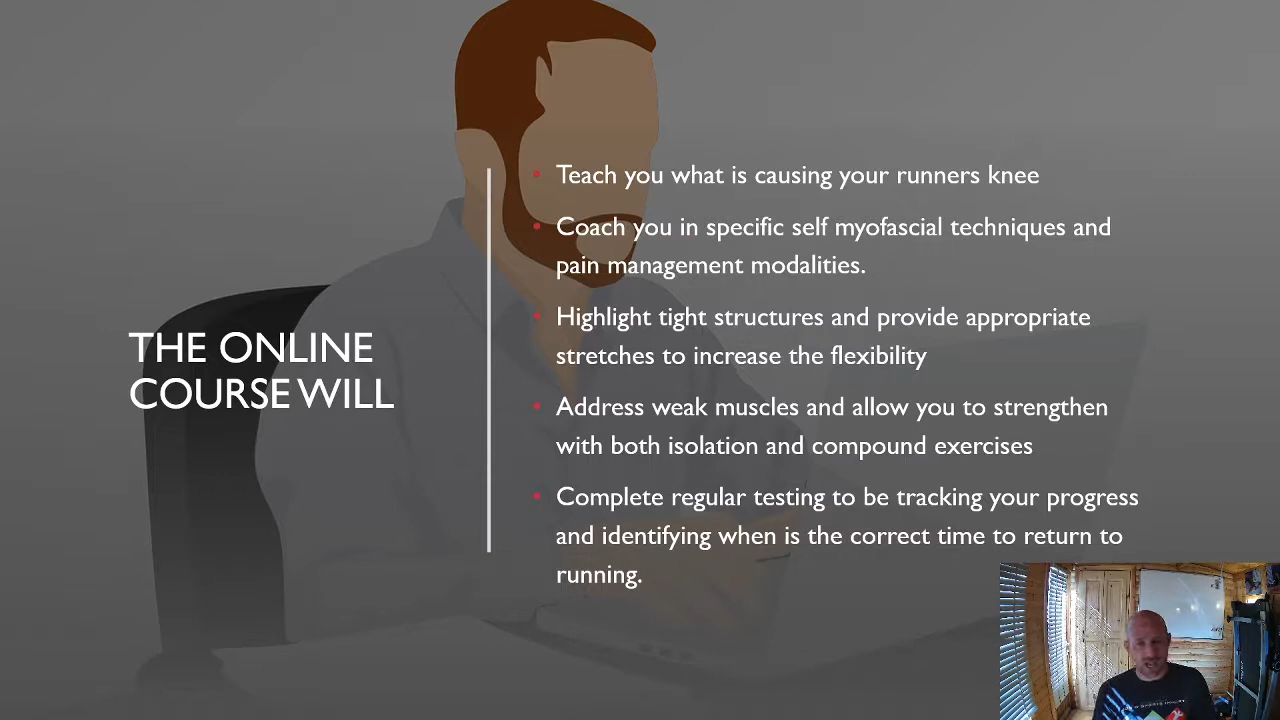 THE ONLINE
COURSE WILL
Teach you what is causing your runners knee
Coach you in specific self myofascial techniques and
pain management modalities.
Highlight tight structures and provide appropriate
stretches to increase the flexibility
Address weak muscles and allow you to strengthen
with both isolation and compound exercises
Complete regular testing to be tracking your progress
and identifying when is the correct time to return to
running.